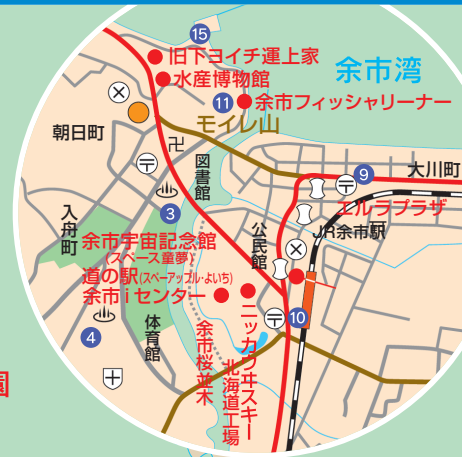 15
旧下ヨイチ運上家
水産博物館
余市湾
11
余市フィッシャリーナー
モイレ山
朝日町
図書館
9
大川町
エルラプラザ
JR余市駅
3
入舟町
公民館
余市宇宙記念館
(スペース童夢)
道の駅(スペースアップル・よいち)
余市iセンター
10
4
体育館
余市桜並木
ニッカウヰスキー
北海道工場
園